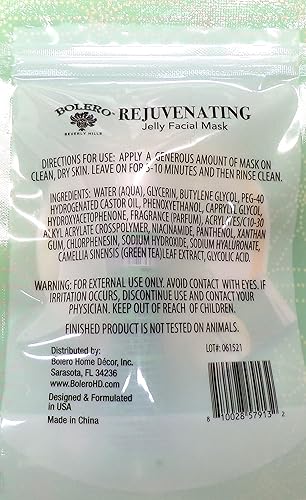 BOLERO
BEVERLY HILLS
REJUVENATING
Jelly Facial Mask
DIRECTIONS FOR USE: APPLY A GENEROUS AMOUNT OF MASK ON
CLEAN, DRY SKIN. LEAVE ON FOR 5-10 MINUTES AND THEN RINSE CLEAN.
INGREDIENTS: WATER (AQUA), GLYCERIN, BUTYLENE GLYCOL, PEG-40
HYDROGENATED CASTOR OIL, PHENOXYETHANOL, CAPRYL GLYCOL,
HYDROXYACETOPHENONE, FRAGRANCE (PARFUM), ACRYLATES/C10-30
ALKYL ACRYLATE CROSSPOLYMER, NIACINAMIDE, PANTHENOL, XANTHAN
GUM, CHLORPHENESIN, SODIUM HYDROXIDE, SODIUM HYALURONATE,
CAMELLIA SINENSIS (GREEN TEA)LEAF EXTRACT, GLYCOLIC ACID.
WARNING: FOR EXTERNAL USE ONLY. AVOID CONTACT WITH EYES. IF
IRRITATION OCCURS, DISCONTINUE USE AND CONTACT YOUR
PHYSICIAN. KEEP OUT OF REACH OF CHILDREN.
FINISHED PRODUCT IS NOT TESTED ON ANIMALS.
Distributed by:
Bolero Home Décor, Inc.
Sarasota, FL 34236
www.BoleroHD.com
Designed & Formulated
in USA
Made in China
LOT#: 061521
8 10028 57913 2